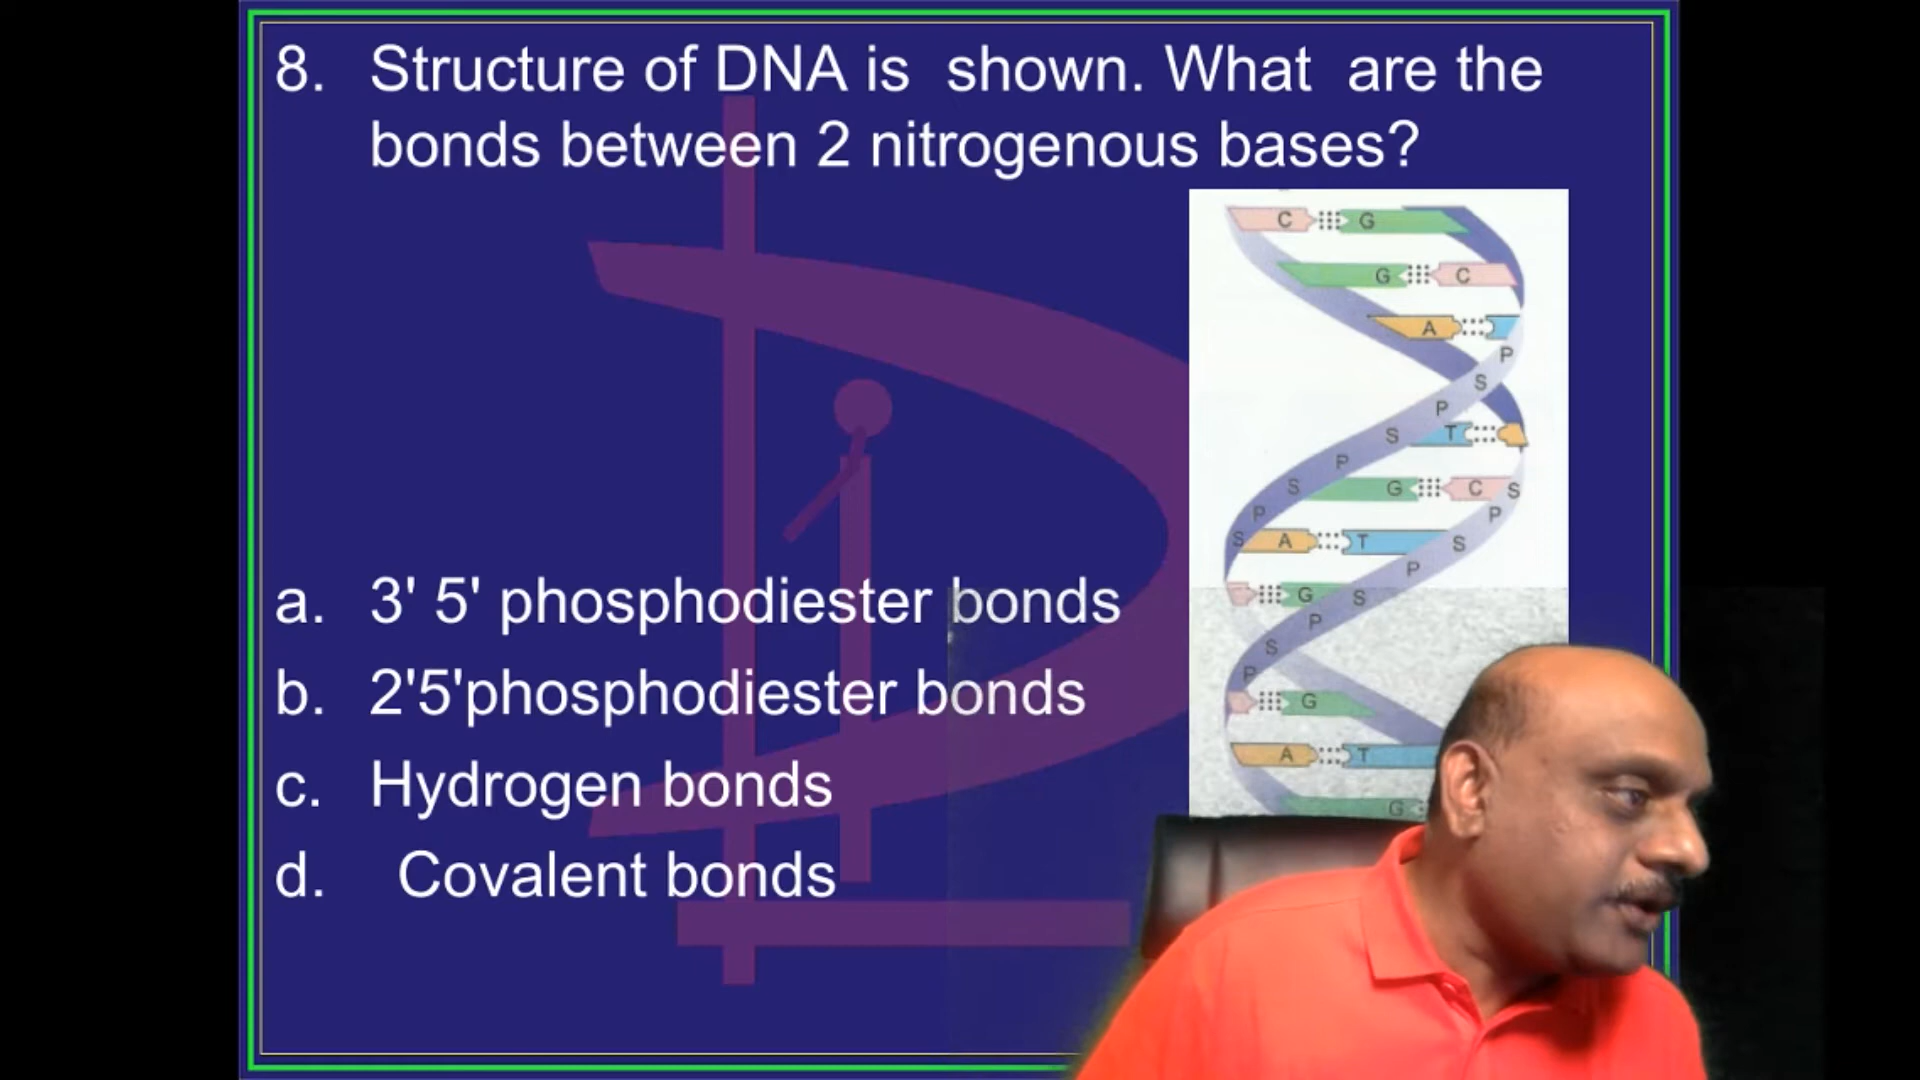 8. Structure of DNA is shown. What are the
bonds between 2 nitrogenous bases?
C G
G C
A
P
S
P
S T
P
S G C S
P P
S A T S
P
G S
P
S
P
G
A T
G
a. 3' 5' phosphodiester bonds
b. 2'5'phosphodiester bonds
c. Hydrogen bonds
d. Covalent bonds